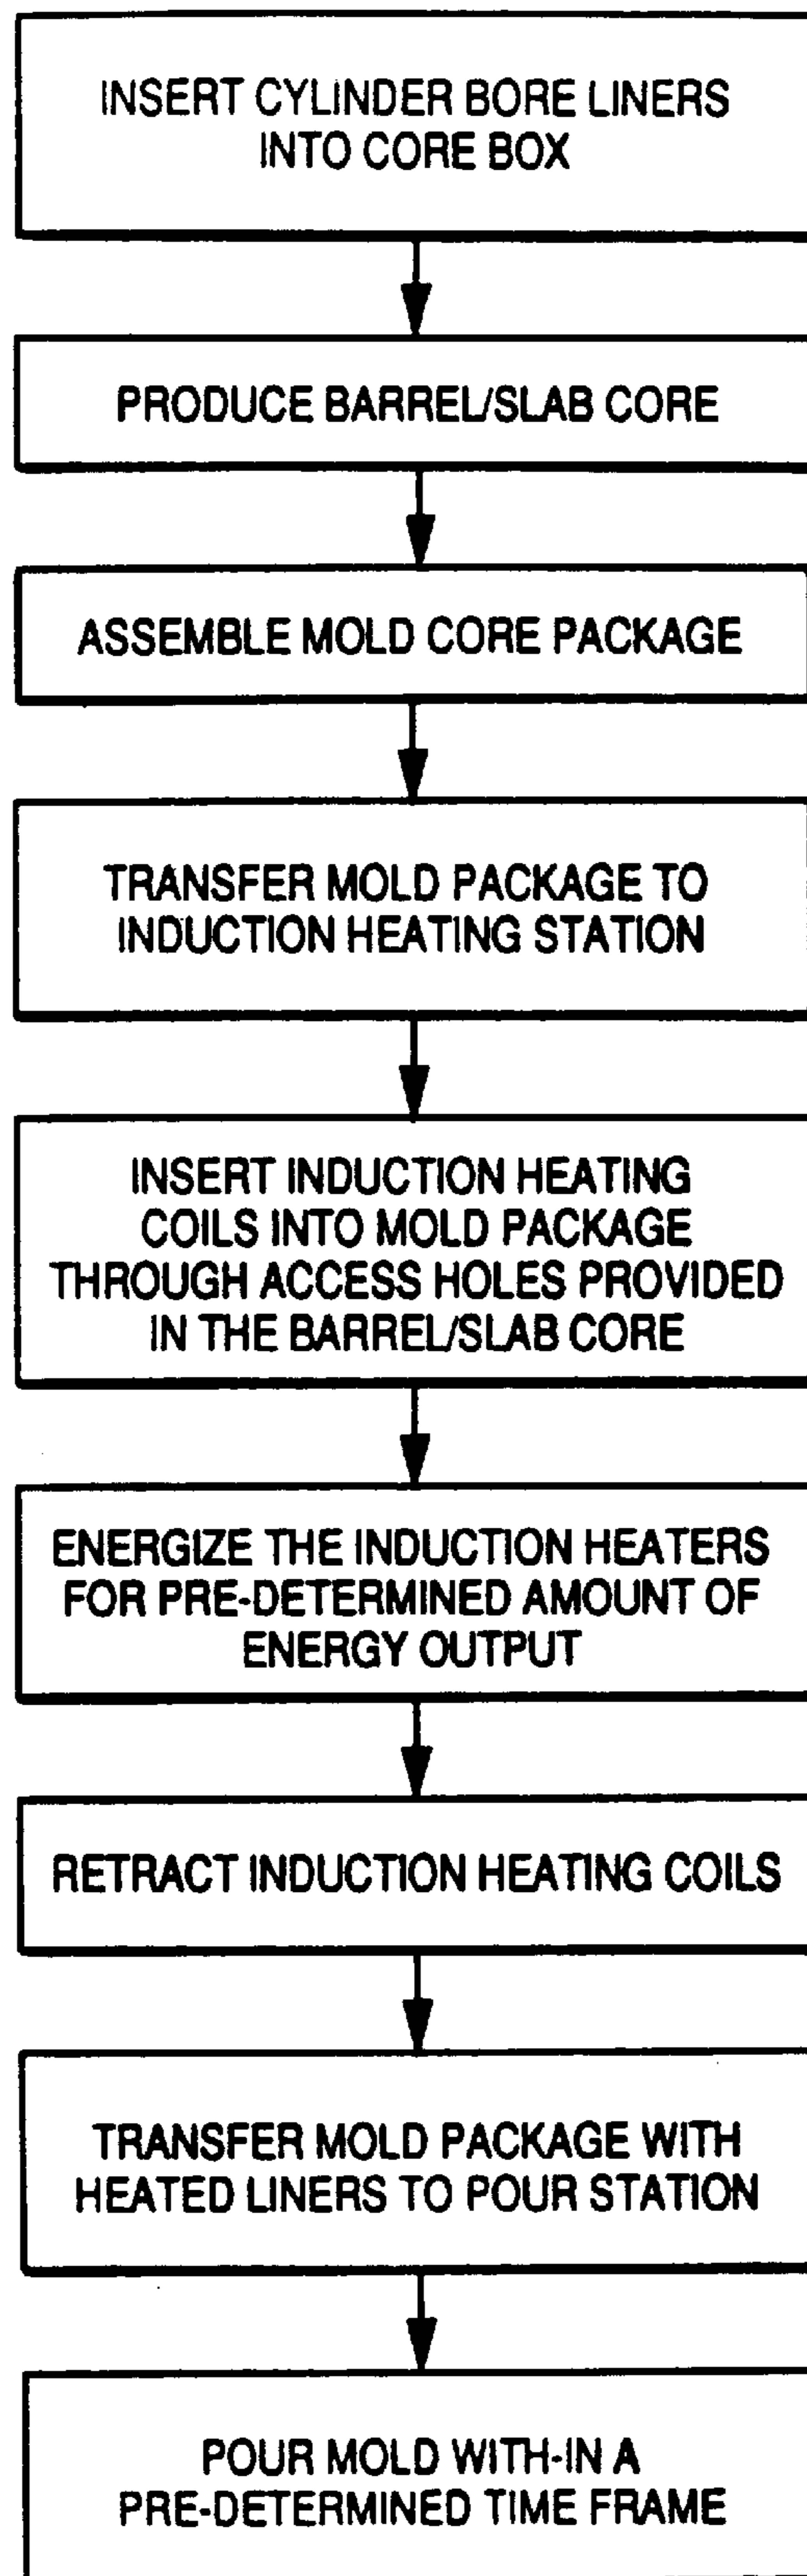 INSERT CYLINDER BORE LINERS
INTO CORE BOX
PRODUCE BARREL/SLAB CORE
ASSEMBLE MOLD CORE PACKAGE
TRANSFER MOLD PACKAGE TO
INDUCTION HEATING STATION
INSERT INDUCTION HEATING
COILS INTO MOLD PACKAGE
THROUGH ACCESS HOLES PROVIDED
IN THE BARREL/SLAB CORE
ENERGIZE THE INDUCTION HEATERS
FOR PRE-DETERMINED AMOUNT OF
ENERGY OUTPUT
RETRACT INDUCTION HEATING COILS
TRANSFER MOLD PACKAGE WITH
HEATED LINERS TO POUR STATION
POUR MOLD WITH-IN A
PRE-DETERMINED TIME FRAME